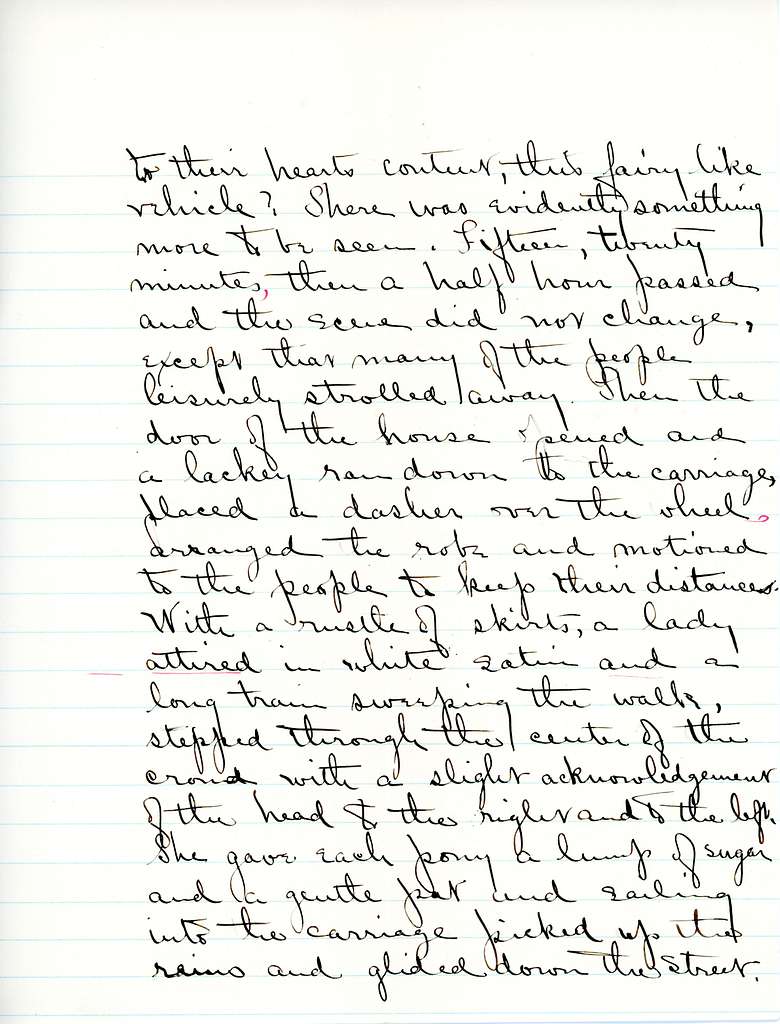 to their hearts content, this fairy like
vehicle? There was evidently something
more to be seen. Fifteen, twenty
minutes, then a half hour passed
and the scene did not change,
except that many of the people
leisurely strolled away. Then the
door of the house opened and
a lackey ran down to the carriage,
placed a dasher over the wheel,
arranged the robe and motioned
to the people to keep their distances.
With a rustle of skirts, a lady
attired in white satin and a
long train sweeping the walk,
stepped through the center of the
crowd with a slight acknowledgement
of the head to the right and to the left.
She gave each pony a lump of sugar
and a gentle pat and sailing
into the carriage picked up the
reins and glided down the street.